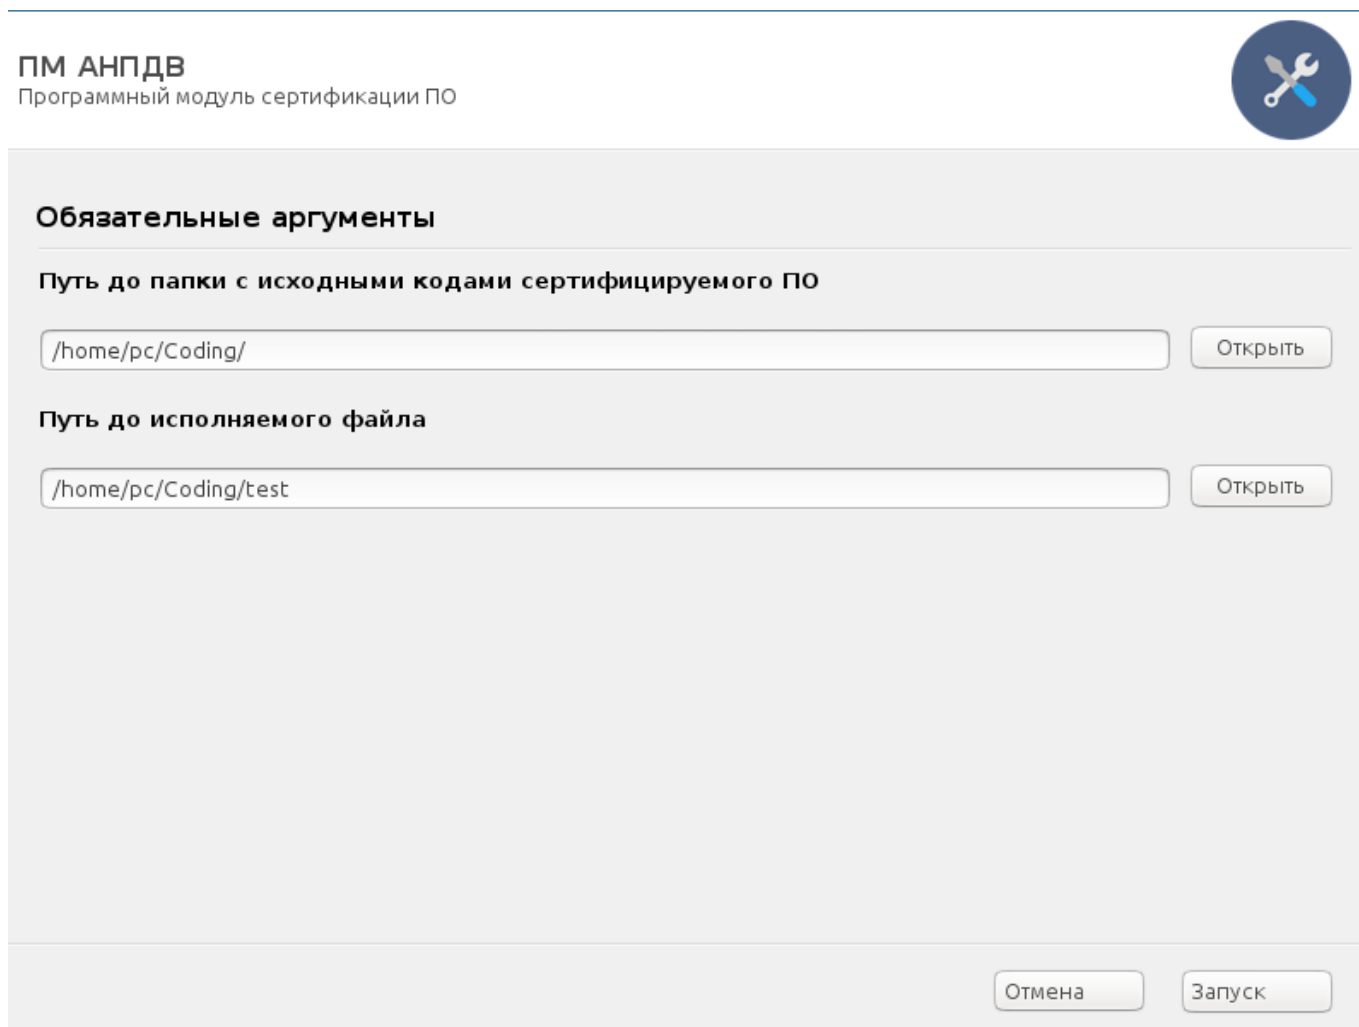 ПМ АНПДВ
Программный модуль сертификации ПО
Обязательные аргументы
Путь до папки с исходными кодами сертифицируемого ПО
/home/pc/Coding/
Открыть
Путь до исполняемого файла
/home/pc/Coding/test
Открыть
Отмена
Запуск